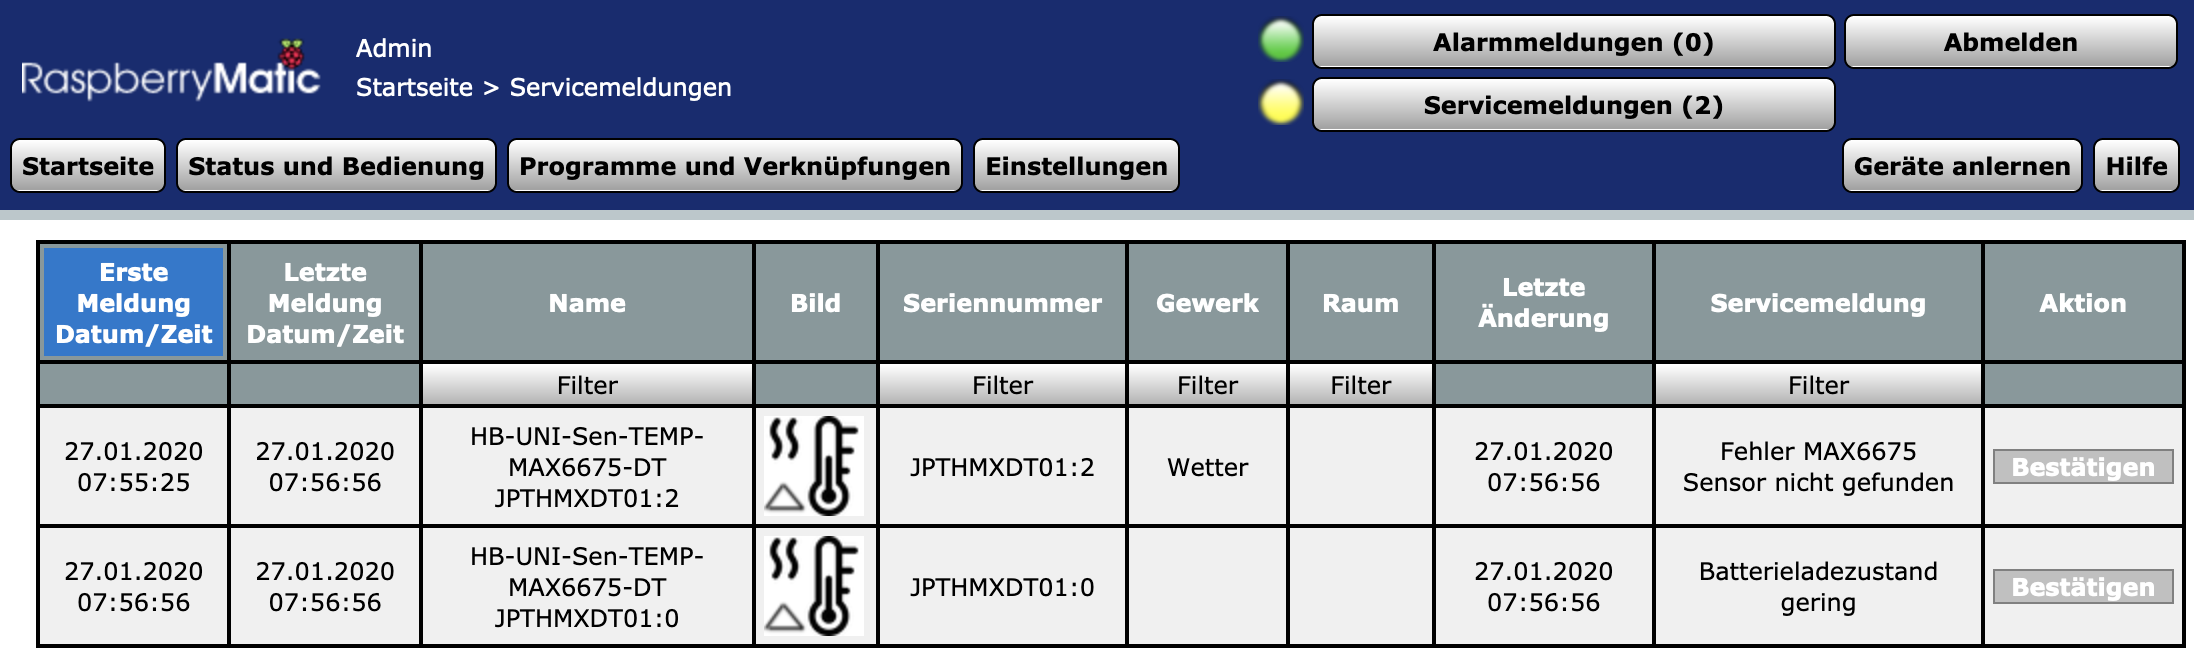 RaspberryMatic
Admin
Startseite > Servicemeldungen
Alarmmeldungen (0)
Abmelden
Servicemeldungen (2)
Startseite
Status und Bedienung
Programme und Verknüpfungen
Einstellungen
Geräte anlernen
Hilfe
Erste
Meldung
Datum/Zeit
Letzte
Meldung
Datum/Zeit
Name
Bild
Seriennummer
Gewerk
Raum
Letzte
Änderung
Servicemeldung
Aktion
Filter
Filter
Filter
Filter
Filter
27.01.2020
07:55:25
27.01.2020
07:56:56
HB-UNI-Sen-TEMP-
MAX6675-DT
JPTHMXDT01:2
JPTHMXDT01:2
Wetter
27.01.2020
07:56:56
Fehler MAX6675
Sensor nicht gefunden
Bestätigen
27.01.2020
07:56:56
27.01.2020
07:56:56
HB-UNI-Sen-TEMP-
MAX6675-DT
JPTHMXDT01:0
JPTHMXDT01:0
27.01.2020
07:56:56
Batterieladezustand
gering
Bestätigen